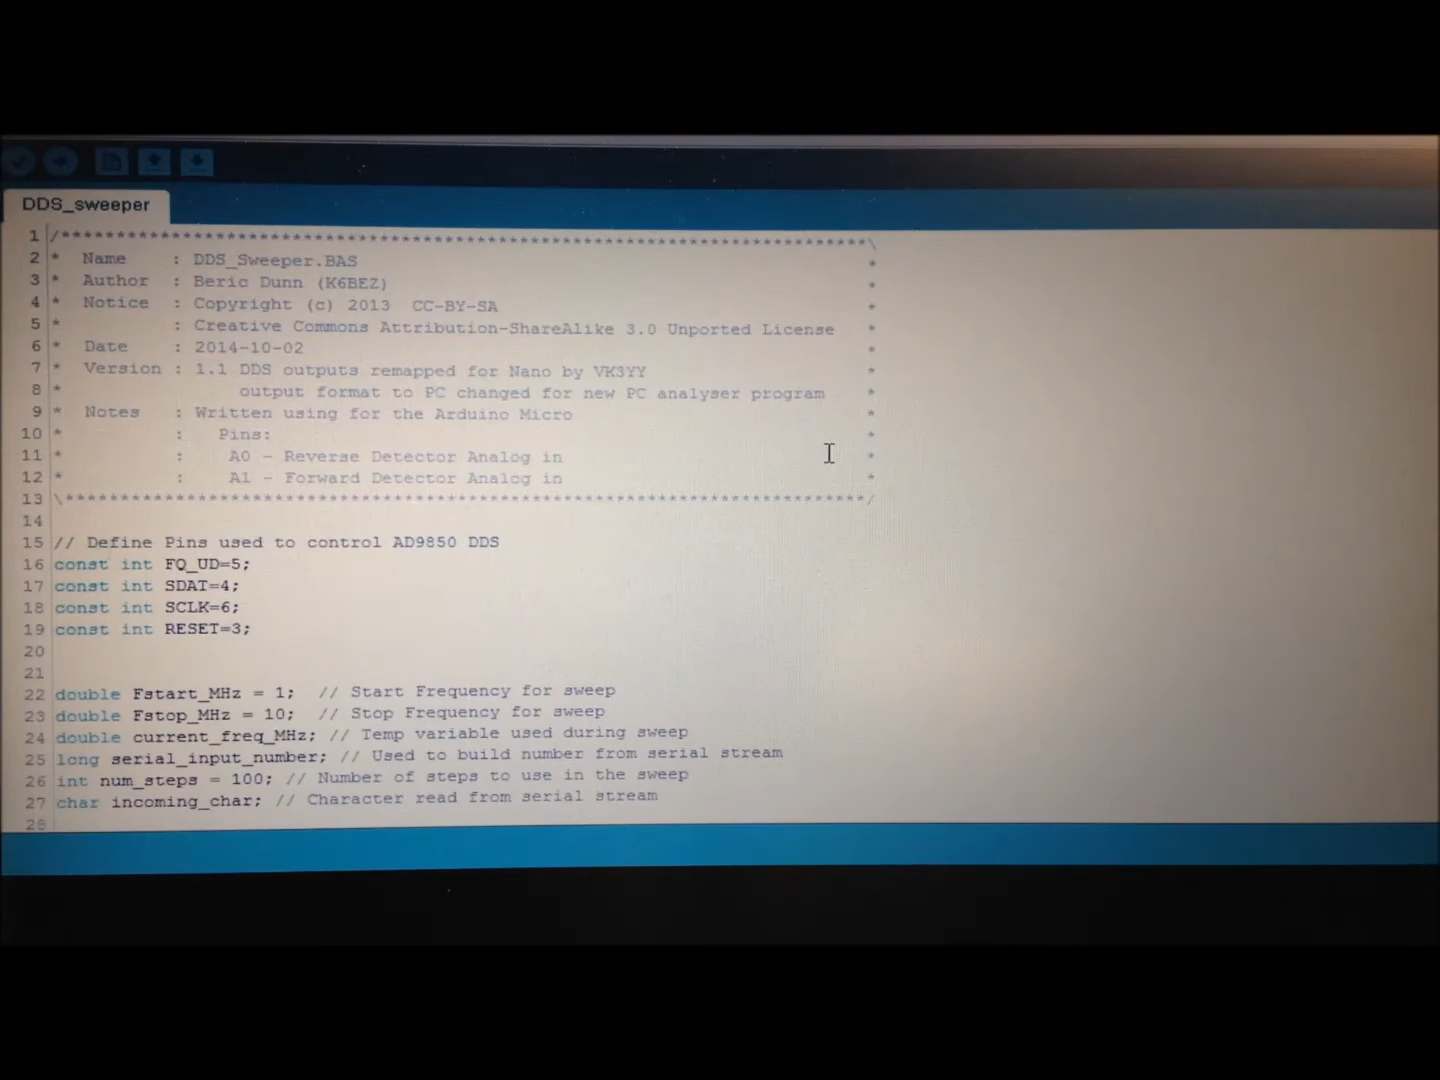 DDS_sweeper
1 /**************************************************************************\
2 *  Name    : DDS_Sweeper.BAS                                               *
3 *  Author  : Beric Dunn (K6BEZ)                                            *
4 *  Notice  : Copyright (c) 2013  CC-BY-SA                                  *
5 *          : Creative Commons Attribution-ShareAlike 3.0 Unported License  *
6 *  Date    : 2014-10-02                                                    *
7 *  Version : 1.1 DDS outputs remapped for Nano by VK3YY                    *
8 *              output format to PC changed for new PC analyser program     *
9 *  Notes   : Written using for the Arduino Micro                           *
10 *          :   Pins:                                                       *
11 *          :    A0 - Reverse Detector Analog in                            *
12 *          :    A1 - Forward Detector Analog in                            *
13 \**************************************************************************/
14
15 // Define Pins used to control AD9850 DDS
16 const int FQ_UD=5;
17 const int SDAT=4;
18 const int SCLK=6;
19 const int RESET=3;
20
21
22 double Fstart_MHz = 1;  // Start Frequency for sweep
23 double Fstop_MHz = 10;  // Stop Frequency for sweep
24 double current_freq_MHz; // Temp variable used during sweep
25 long serial_input_number; // Used to build number from serial stream
26 int num_steps = 100; // Number of steps to use in the sweep
27 char incoming_char; // Character read from serial stream
28